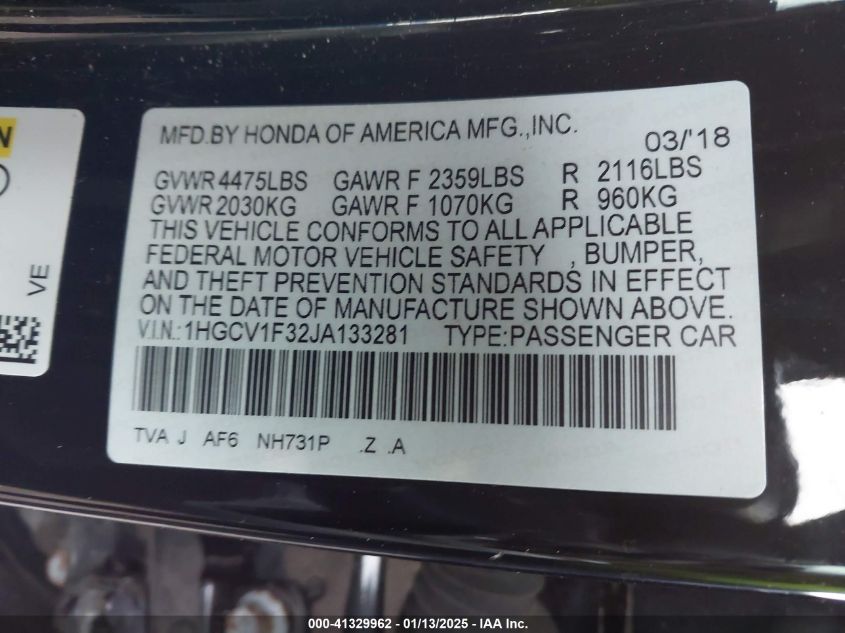 N
VE
MFD.BY HONDA OF AMERICA MFG.,INC. 03/'18
GVWR 4475LBS GAWR F 2359LBS R 2116LBS
GVWR 2030KG GAWR F 1070KG R 960KG
THIS VEHICLE CONFORMS TO ALL APPLICABLE
FEDERAL MOTOR VEHICLE SAFETY , BUMPER,
AND THEFT PREVENTION STANDARDS IN EFFECT
ON THE DATE OF MANUFACTURE SHOWN ABOVE.
V.I.N.: 1HGCV1F32JA133281 TYPE:PASSENGER CAR
TVA J AF6 NH731P .Z .A
000-41329962 - 01/13/2025 - IAA Inc.